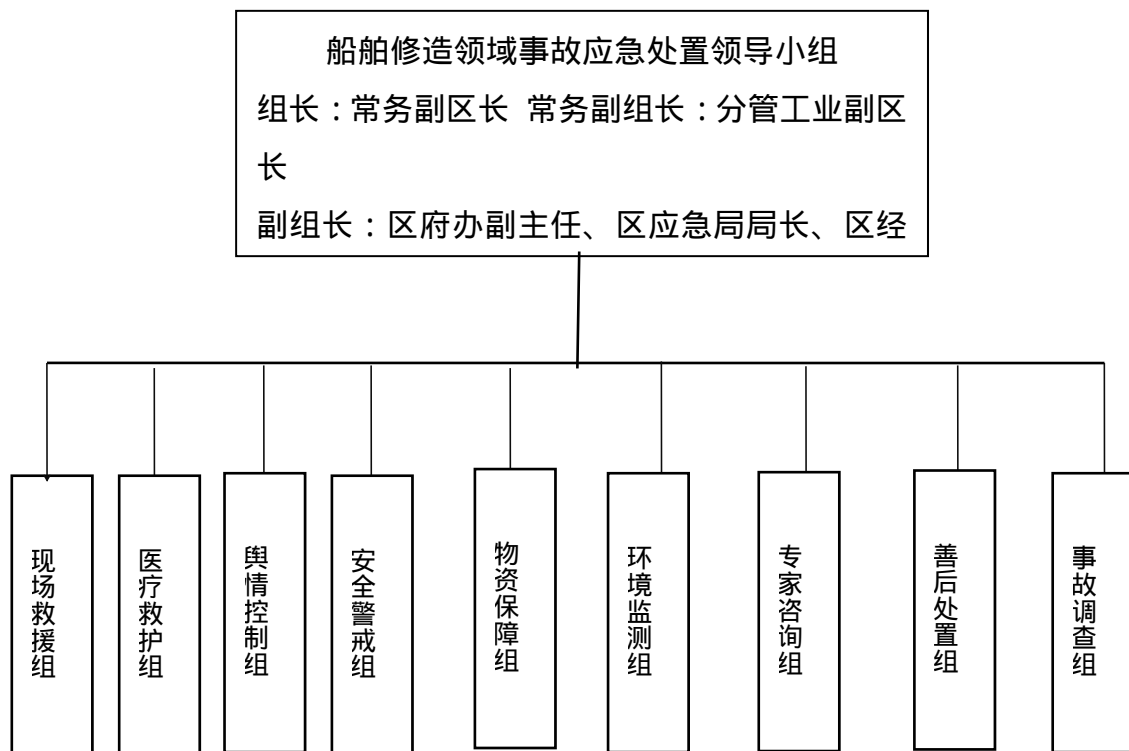 船舶修造领域事故应急处置领导小组
组长：常务副区长 常务副组长：分管工业副区
长
副组长：区府办副主任、区应急局局长、区经
现场救援组
医疗救护组
舆情控制组
安全警戒组
物资保障组
环境监测组
专家咨询组
善后处置组
事故调查组